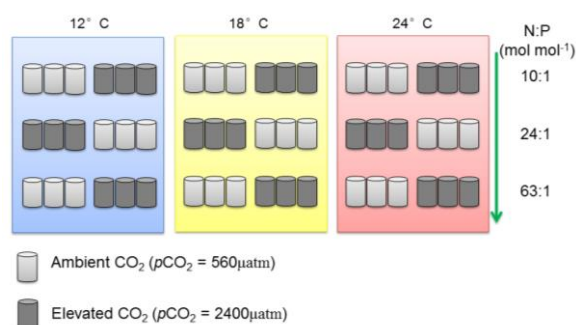 12° C 18° C 24° C N:P
(mol mol⁻¹)
10:1
24:1
63:1
Ambient CO₂ (pCO₂ = 560μatm)
Elevated CO₂ (pCO₂ = 2400μatm)